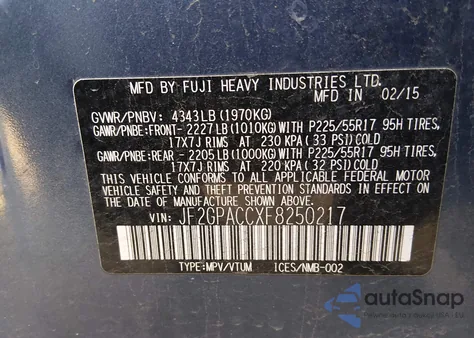 MFD BY FUJI HEAVY INDUSTRIES LTD.
MFD IN 02/15
GVWR/PNBV: 4343LB (1970KG)
GAWR/PNBE: FRONT- 2227LB (1010KG) WITH P225/55R17 95H TIRES,
17X7J RIMS AT 230 KPA (33 PSI) COLD
GAWR/PNBE: REAR - 2205LB (1000KG) WITH P225/55R17 95H TIRES,
17X7J RIMS AT 220 KPA (32 PSI) COLD
THIS VEHICLE CONFORMS TO ALL APPLICABLE FEDERAL MOTOR
VEHICLE SAFETY, BUMPER, AND THEFT PREVENTION STANDARDS
IN EFFECT ON THE DATE OF MANUFACTURE SHOWN ABOVE.
VIN: JF2GPACCXF8250217
TYPE:MPV/VTUM ICES/NMB-002
autoSnap